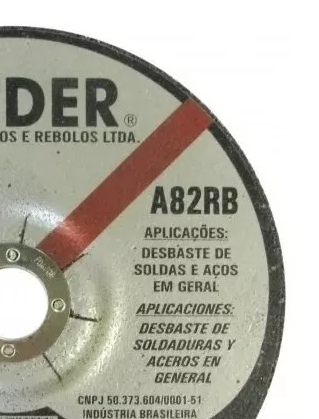 DER®
OS E REBOLOS LTDA.
A82RB
APLICAÇÕES:
DESBASTE DE
SOLDAS E AÇOS
EM GERAL
APLICACIONES:
DESBASTE DE
SOLDADURAS Y
ACEROS EN
GENERAL
CNPJ 50.373.604/0001-51
INDÚSTRIA BRASILEIRA